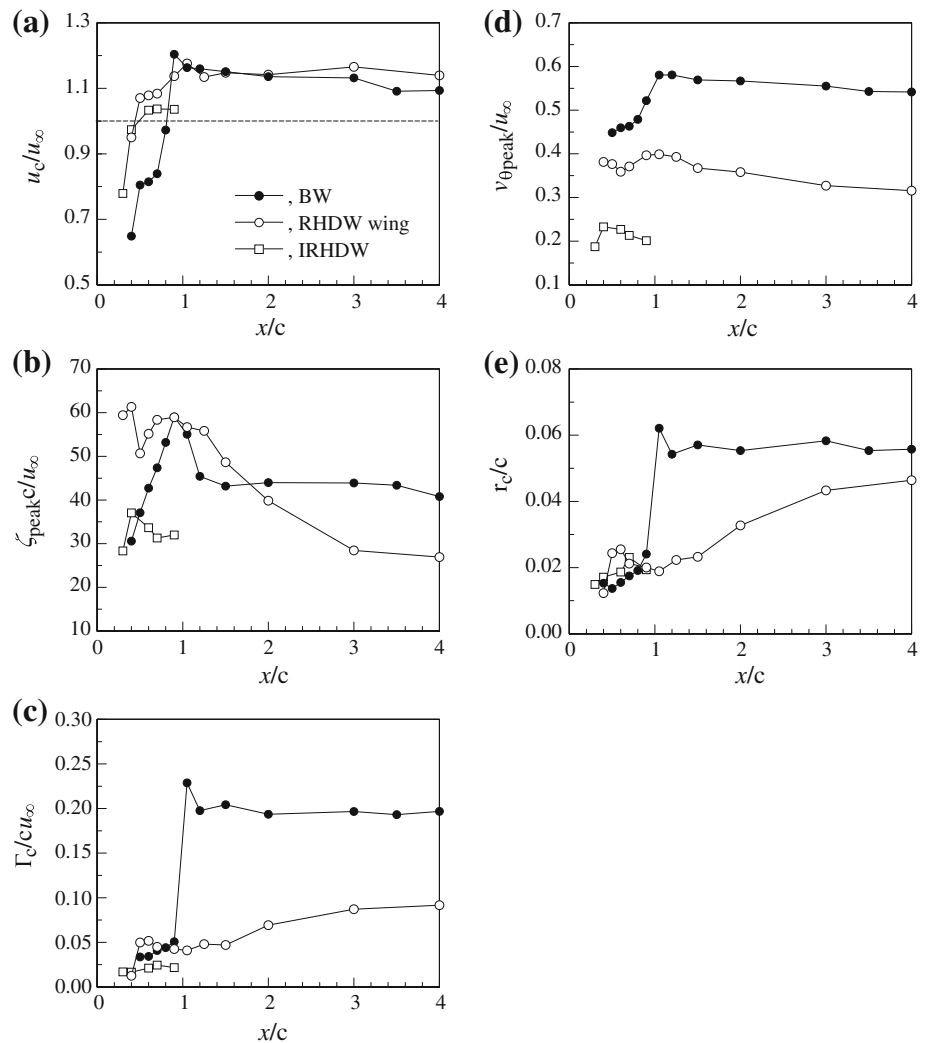 (a)
1.3
1.1
0.9
0.7
0.5
u_c/u_∞
, BW
, RHDW wing
, IRHDW
0 1 2 3 4
x/c
(d)
0.7
0.6
0.5
0.4
0.3
0.2
0.1
v_θpeak/u_∞
0 1 2 3 4
x/c
(b)
70
60
50
40
30
20
10
ζ_peak c/u_∞
0 1 2 3 4
x/c
(e)
0.08
0.06
0.04
0.02
0.00
r_c/c
0 1 2 3 4
x/c
(c)
0.30
0.25
0.20
0.15
0.10
0.05
0.00
Γ_c/cu_∞
0 1 2 3 4
x/c